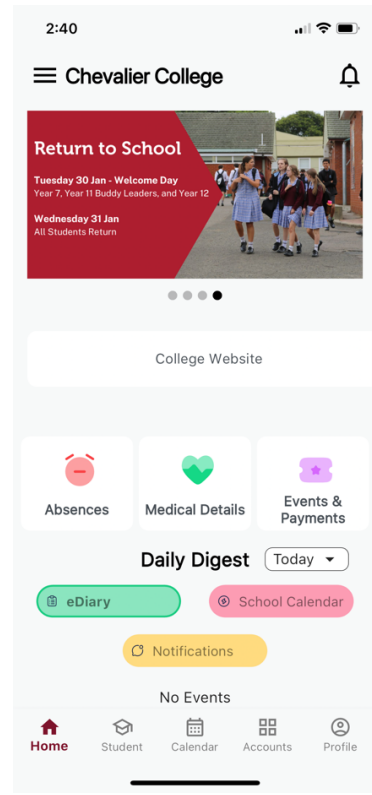 2:40
Chevalier College
Return to School
Tuesday 30 Jan - Welcome Day
Year 7, Year 11 Buddy Leaders, and Year 12
Wednesday 31 Jan
All Students Return
College Website
Absences
Medical Details
Events &
Payments
Daily Digest
Today
eDiary
School Calendar
Notifications
No Events
Home
Student
Calendar
Accounts
Profile